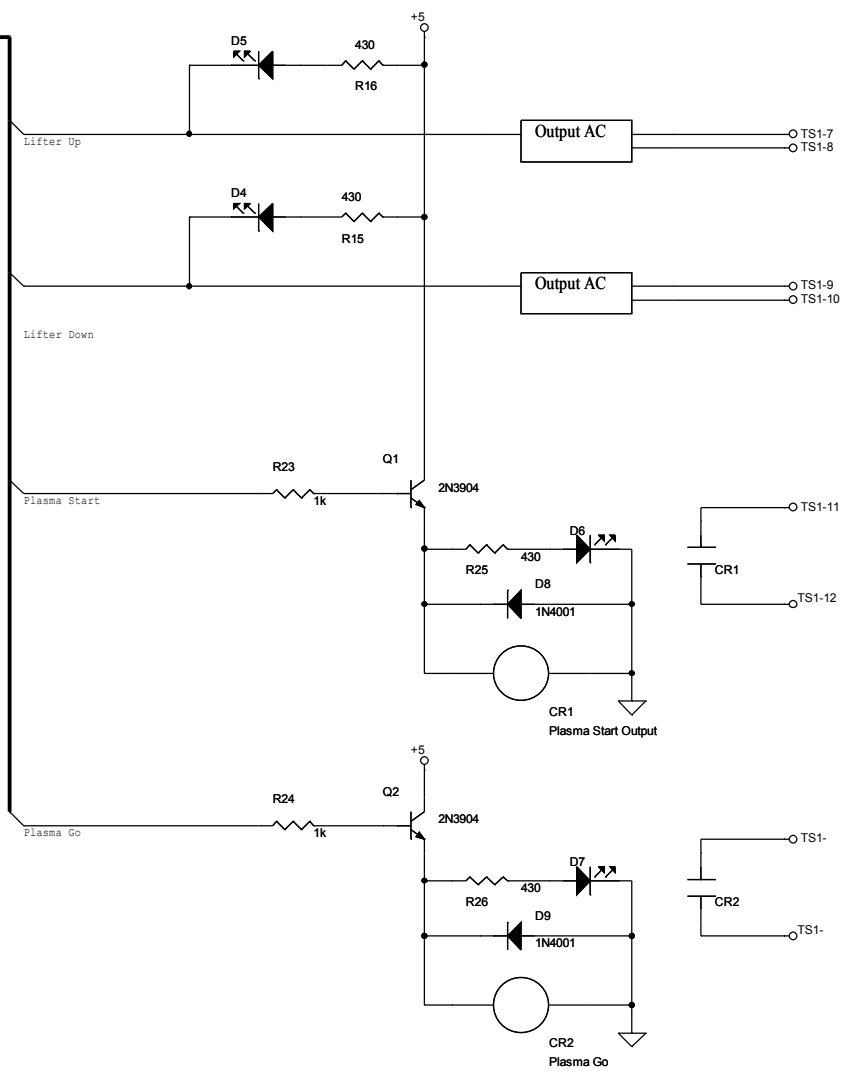 +5
D5
430
R16
Lifter Up
Output AC
TS1-7
TS1-8
D4
430
R15
Output AC
TS1-9
TS1-10
Lifter Down
Q1
R23
1k
2N3904
Plasma Start
TS1-11
D6
R25
430
CR1
D8
1N4001
TS1-12
CR1
Plasma Start Output
+5
Q2
R24
1k
2N3904
Plasma Go
TS1-
D7
R26
430
CR2
D9
1N4001
TS1-
CR2
Plasma Go